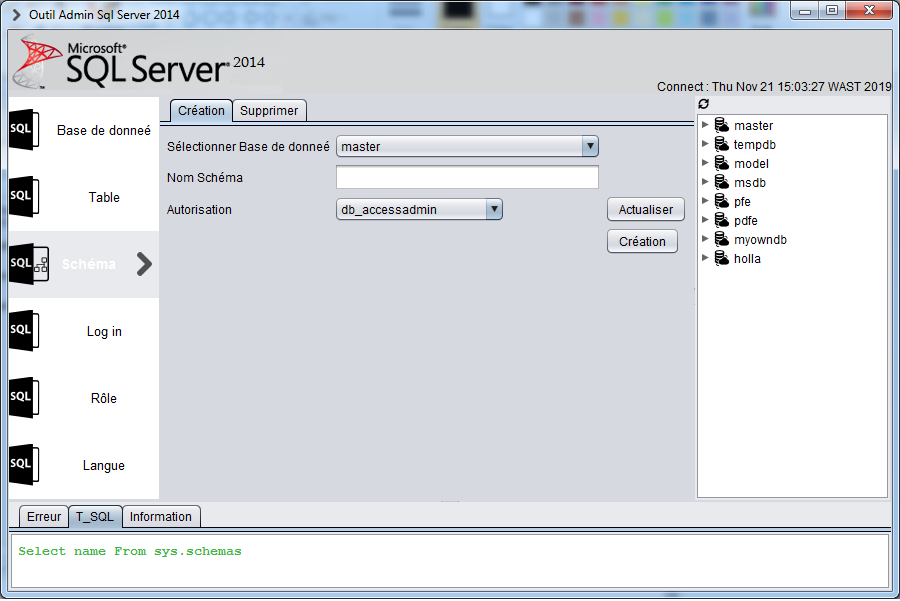 Outil Admin Sql Server 2014
Microsoft®
SQL Server® 2014
Connect : Thu Nov 21 15:03:27 WAST 2019
SQL Base de donneé
SQL Table
SQL Schéma
SQL Log in
SQL Rôle
SQL Langue
Création Supprimer
Sélectionner Base de donneé master
Nom Schéma
Autorisation db_accessadmin Actualiser
Création
master
tempdb
model
msdb
pfe
pdfe
myowndb
holla
Erreur T_SQL Information
Select name From sys.schemas